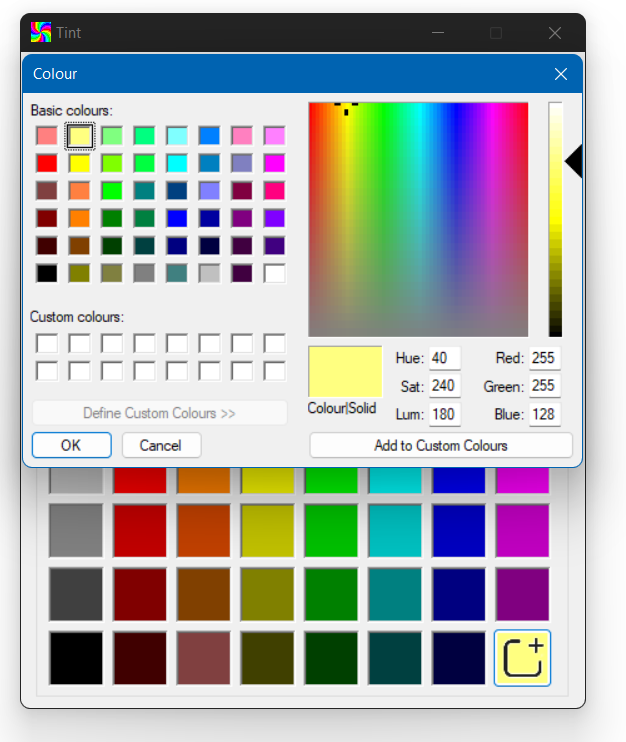 Tint
Colour
Basic colours:
Custom colours:
Define Custom Colours >>
OK Cancel
Colour|Solid
Hue: 40 Red: 255
Sat: 240 Green: 255
Lum: 180 Blue: 128
Add to Custom Colours